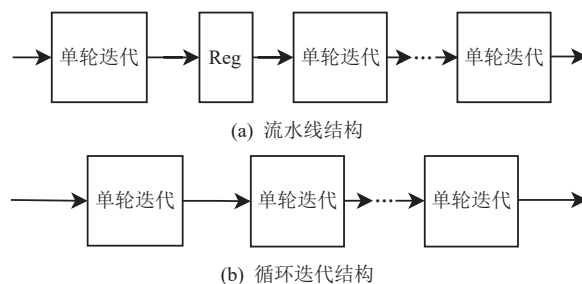 单轮迭代 Reg 单轮迭代 ··· 单轮迭代
(a) 流水线结构
单轮迭代 单轮迭代 ··· 单轮迭代
(b) 循环迭代结构